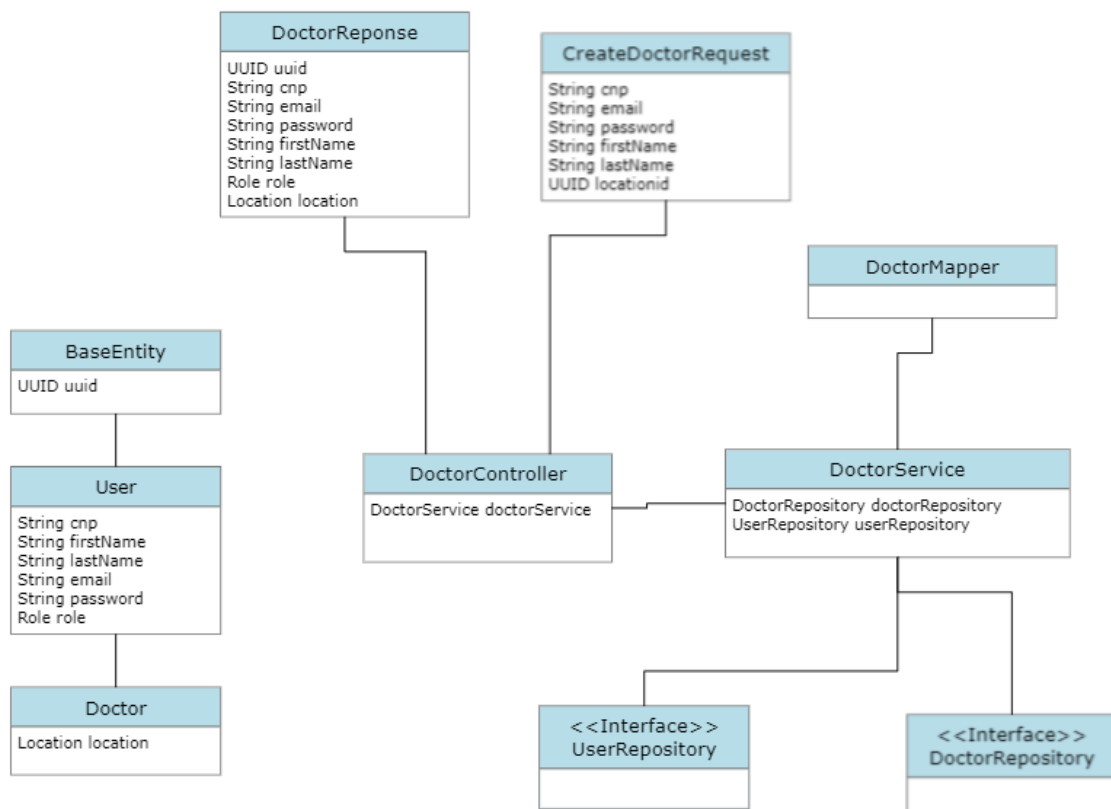 DoctorReponse
UUID uuid
String cnp
String email
String password
String firstName
String lastName
Role role
Location location
CreateDoctorRequest
String cnp
String email
String password
String firstName
String lastName
UUID locationid
DoctorMapper
BaseEntity
UUID uuid
User
String cnp
String firstName
String lastName
String email
String password
Role role
Doctor
Location location
DoctorController
DoctorService doctorService
DoctorService
DoctorRepository doctorRepository
UserRepository userRepository
<<Interface>>
UserRepository
<<Interface>>
DoctorRepository